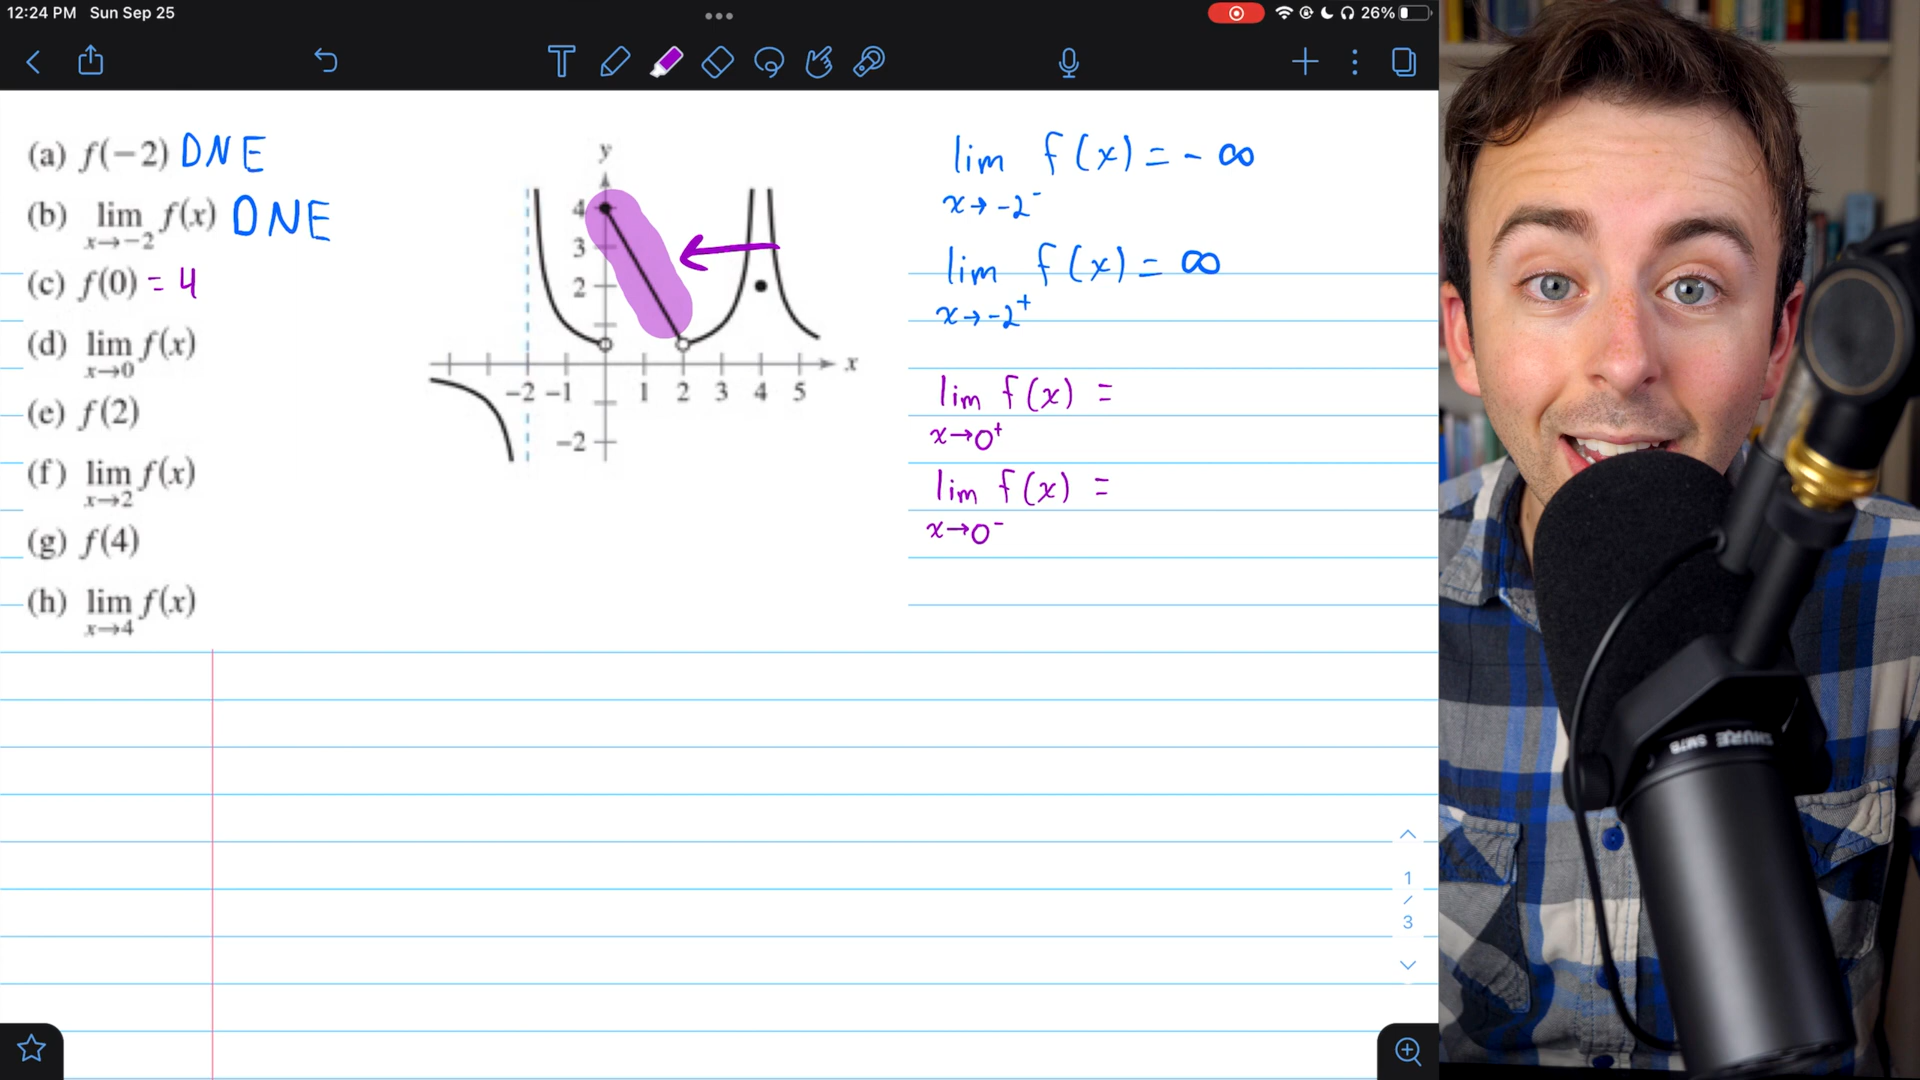 12:24 PM Sun Sep 25
26%
(a) f(−2) DNE
(b) lim f(x) DNE
x→−2
(c) f(0) = 4
(d) lim f(x)
x→0
(e) f(2)
(f) lim f(x)
x→2
(g) f(4)
(h) lim f(x)
x→4
y
4
3
2
−2 −1 1 2 3 4 5 x
−2
lim f(x) = - ∞
x→-2⁻
lim f(x) = ∞
x→-2⁺
lim f(x) =
x→0⁺
lim f(x) =
x→0⁻
1
/
3
SHURE SM7B